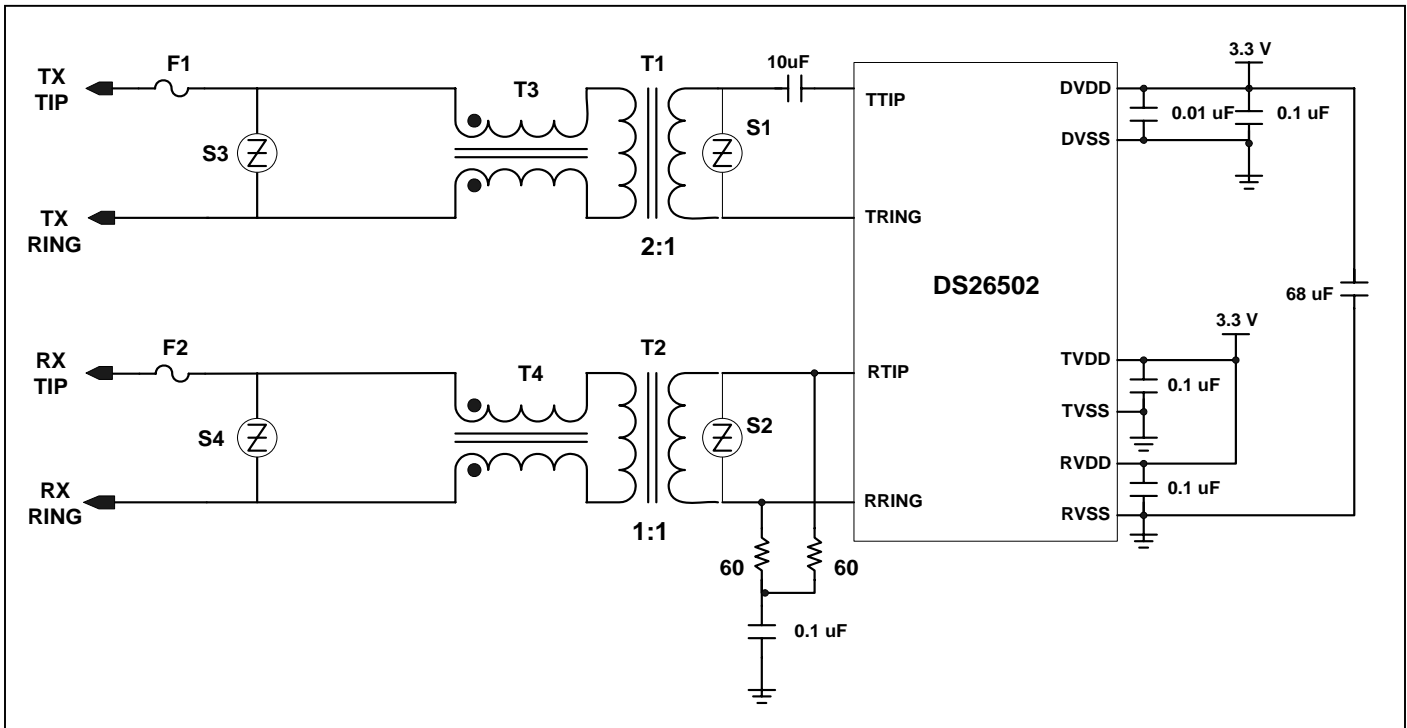 TX
TIP
F1
S3
T3
T1
S1
10uF
TTIP
TX
RING
2:1
TRING
RX
TIP
F2
S4
T4
T2
S2
RTIP
RX
RING
1:1
RRING
60
60
0.1 uF
DS26502
DVDD
DVSS
3.3 V
0.01 uF
0.1 uF
68 uF
3.3 V
TVDD
0.1 uF
TVSS
RVDD
0.1 uF
RVSS